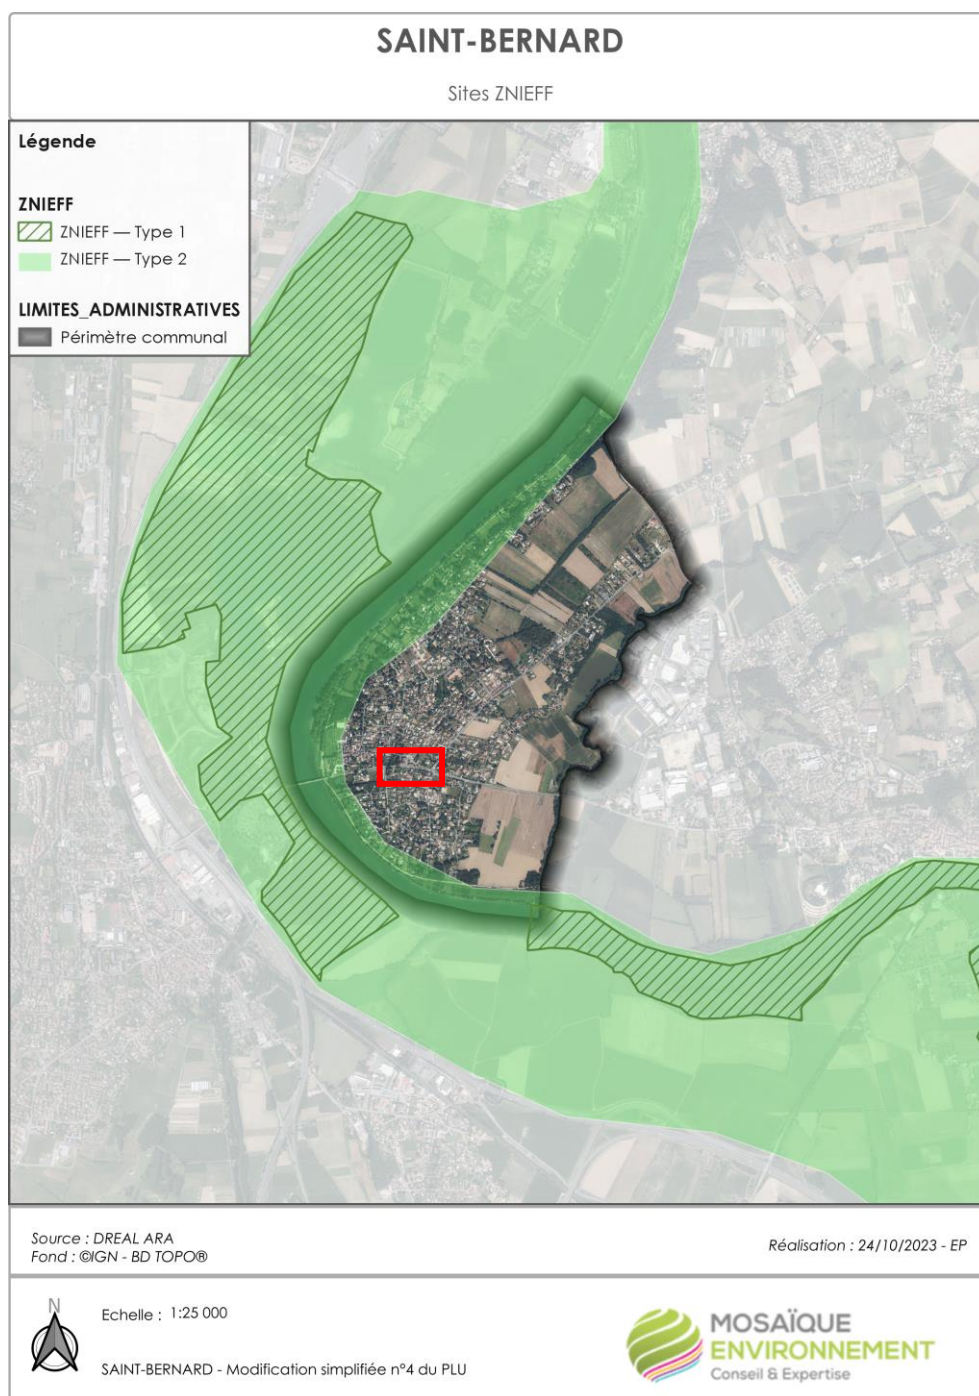 SAINT-BERNARD
Sites ZNIEFF
Légende
ZNIEFF
ZNIEFF — Type 1
ZNIEFF — Type 2
LIMITES_ADMINISTRATIVES
Périmètre communal
Source : DREAL ARA
Fond : ©IGN - BD TOPO®
Réalisation : 24/10/2023 - EP
N
Echelle : 1:25 000
SAINT-BERNARD - Modification simplifiée n°4 du PLU
MOSAÏQUE
ENVIRONNEMENT
Conseil & Expertise